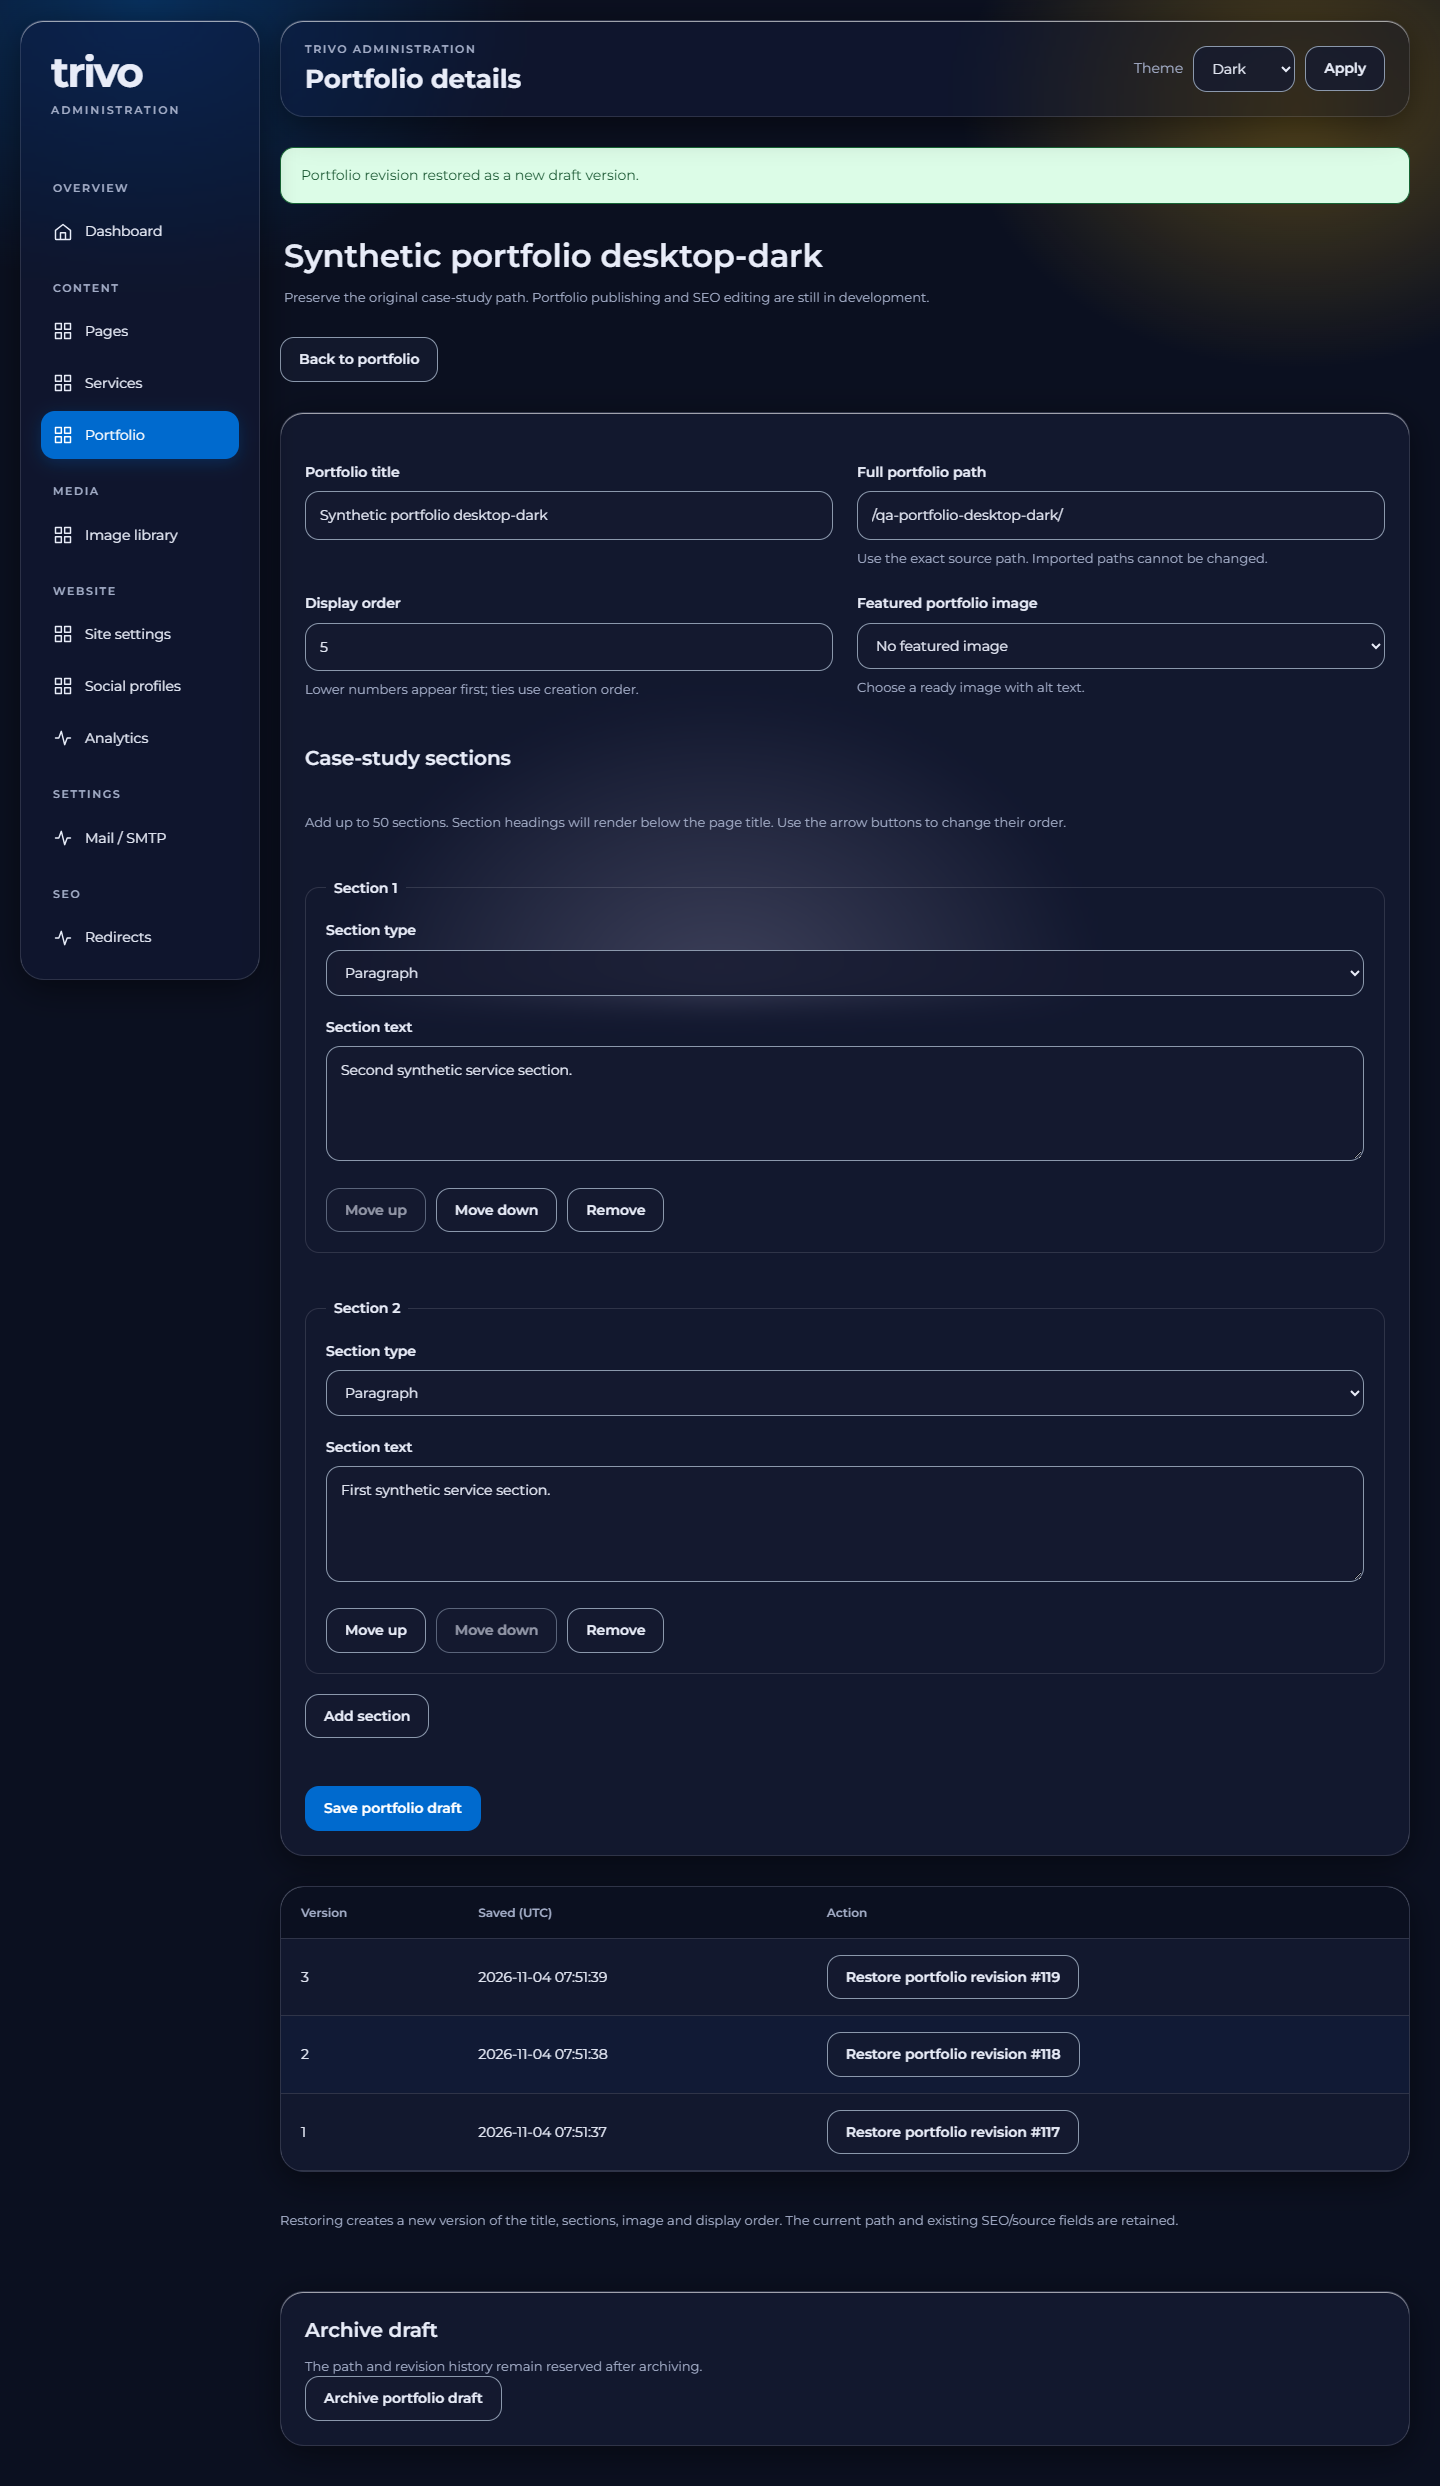 trivo
ADMINISTRATION
OVERVIEW
Dashboard
CONTENT
Pages
Services
Portfolio
MEDIA
Image library
WEBSITE
Site settings
Social profiles
Analytics
SETTINGS
Mail / SMTP
SEO
Redirects
TRIVO ADMINISTRATION
Portfolio details
Theme
Dark
Apply
Portfolio revision restored as a new draft version.
Synthetic portfolio desktop-dark
Preserve the original case-study path. Portfolio publishing and SEO editing are still in development.
Back to portfolio
Portfolio title
Synthetic portfolio desktop-dark
Full portfolio path
/qa-portfolio-desktop-dark/
Use the exact source path. Imported paths cannot be changed.
Display order
5
Lower numbers appear first; ties use creation order.
Featured portfolio image
No featured image
Choose a ready image with alt text.
Case-study sections
Add up to 50 sections. Section headings will render below the page title. Use the arrow buttons to change their order.
Section 1
Section type
Paragraph
Section text
Second synthetic service section.
Move up Move down Remove
Section 2
Section type
Paragraph
Section text
First synthetic service section.
Move up Move down Remove
Add section
Save portfolio draft
Version Saved (UTC) Action
3 2026-11-04 07:51:39 Restore portfolio revision #119
2 2026-11-04 07:51:38 Restore portfolio revision #118
1 2026-11-04 07:51:37 Restore portfolio revision #117
Restoring creates a new version of the title, sections, image and display order. The current path and existing SEO/source fields are retained.
Archive draft
The path and revision history remain reserved after archiving.
Archive portfolio draft